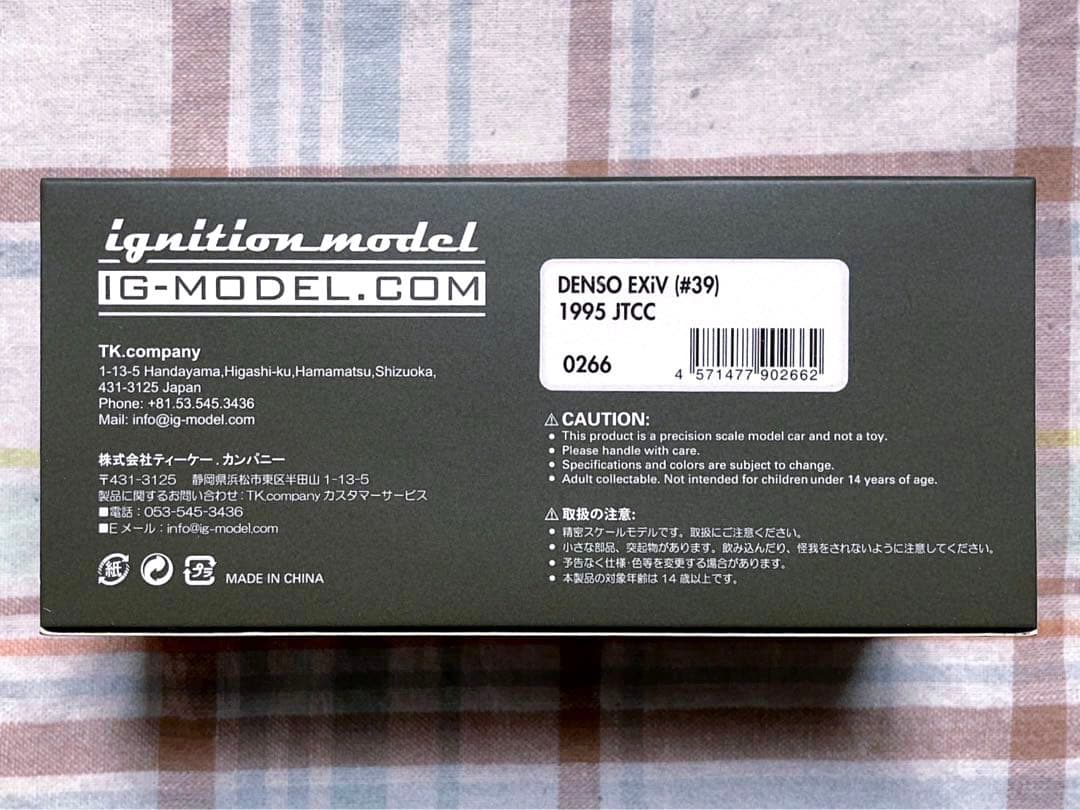 ignition model
IG-MODEL.COM
TK.company
1-13-5 Handayama,Higashi-ku,Hamamatsu,Shizuoka,
431-3125 Japan
Phone: +81.53.545.3436
Mail: info@ig-model.com
株式会社ティーケー.カンパニー
〒431-3125 静岡県浜松市東区半田山 1-13-5
製品に関するお問い合わせ:TK.company カスタマーサービス
■電話:053-545-3436
■Eメール:info@ig-model.com
紙
プラ
MADE IN CHINA
DENSO EXiV (#39)
1995 JTCC
0266
4 571477 902662
⚠ CAUTION:
● This product is a precision scale model car and not a toy.
● Please handle with care.
● Specifications and colors are subject to change.
● Adult collectable. Not intended for children under 14 years of age.
⚠ 取扱の注意:
● 精密スケールモデルです。取扱にご注意ください。
● 小さな部品、突起物があります。飲み込んだり、怪我をされないように注意してください。
● 予告なく仕様・色等を変更する場合があります。
● 本製品の対象年齢は 14 歳以上です。